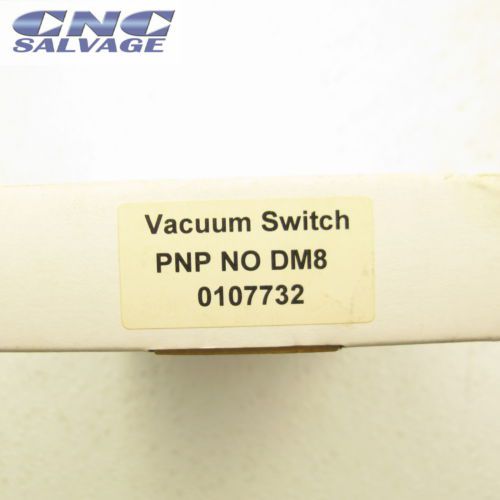 CNC
SALVAGE
Vacuum Switch
PNP NO DM8
0107732